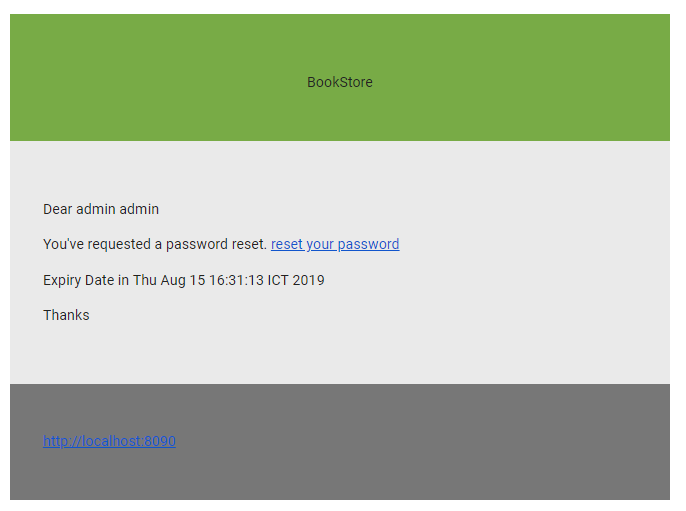 BookStore
Dear admin admin
You've requested a password reset. reset your password
Expiry Date in Thu Aug 15 16:31:13 ICT 2019
Thanks
http://localhost:8090